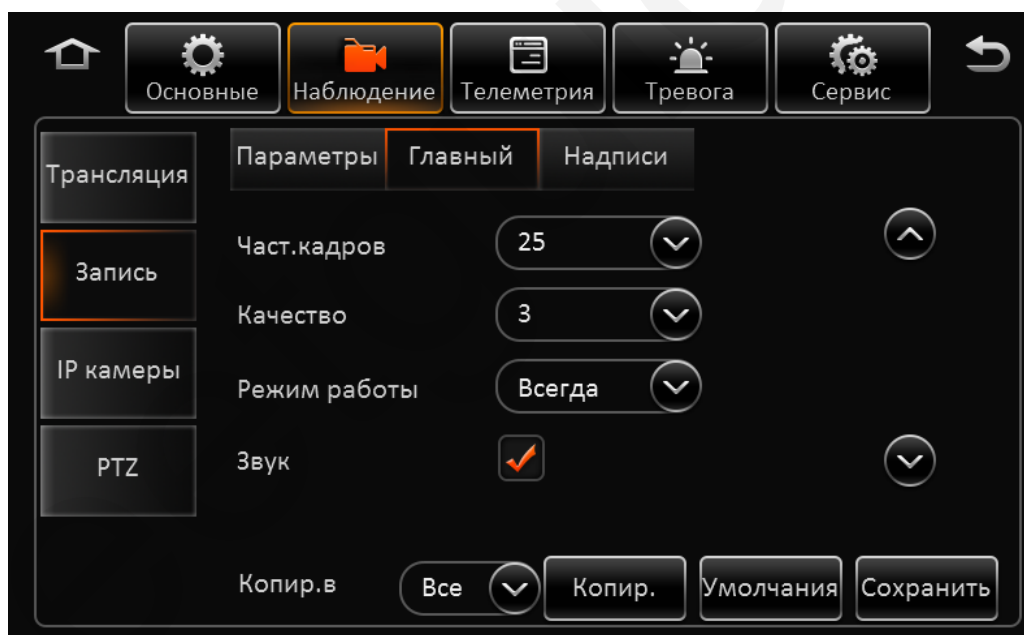 Основные Наблюдение Телеметрия Тревога Сервис
Трансляция
Запись
IP камеры
PTZ
Параметры Главный Надписи
Част.кадров 25
Качество 3
Режим работы Всегда
Звук
Копир.в Все Копир. Умолчания Сохранить